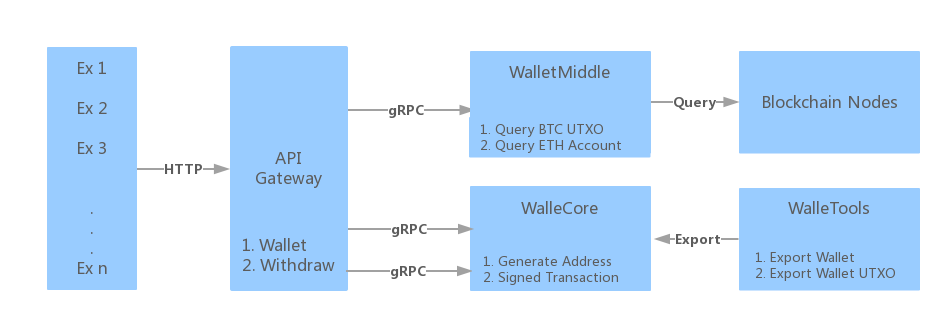 Ex 1
Ex 2
Ex 3
.
.
.
Ex n
HTTP
API
Gateway
1. Wallet
2. Withdraw
gRPC
gRPC
gRPC
WalletMiddle
1. Query BTC UTXO
2. Query ETH Account
Query
Blockchain Nodes
WalleCore
1. Generate Address
2. Signed Transaction
Export
WalleTools
1. Export Wallet
2. Export Wallet UTXO